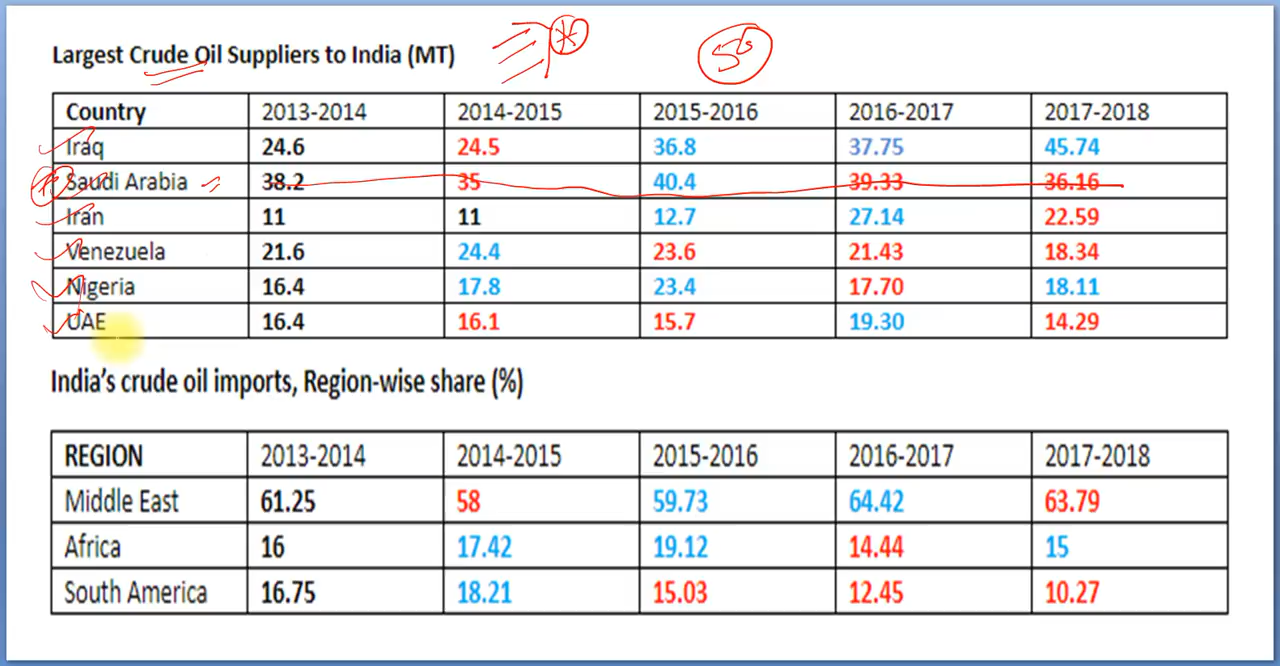 Largest Crude Oil Suppliers to India (MT)
Country 2013-2014 2014-2015 2015-2016 2016-2017 2017-2018
Iraq 24.6 24.5 36.8 37.75 45.74
Saudi Arabia 38.2 35 40.4 39.33 36.16
Iran 11 11 12.7 27.14 22.59
Venezuela 21.6 24.4 23.6 21.43 18.34
Nigeria 16.4 17.8 23.4 17.70 18.11
UAE 16.4 16.1 15.7 19.30 14.29
India's crude oil imports, Region-wise share (%)
REGION 2013-2014 2014-2015 2015-2016 2016-2017 2017-2018
Middle East 61.25 58 59.73 64.42 63.79
Africa 16 17.42 19.12 14.44 15
South America 16.75 18.21 15.03 12.45 10.27